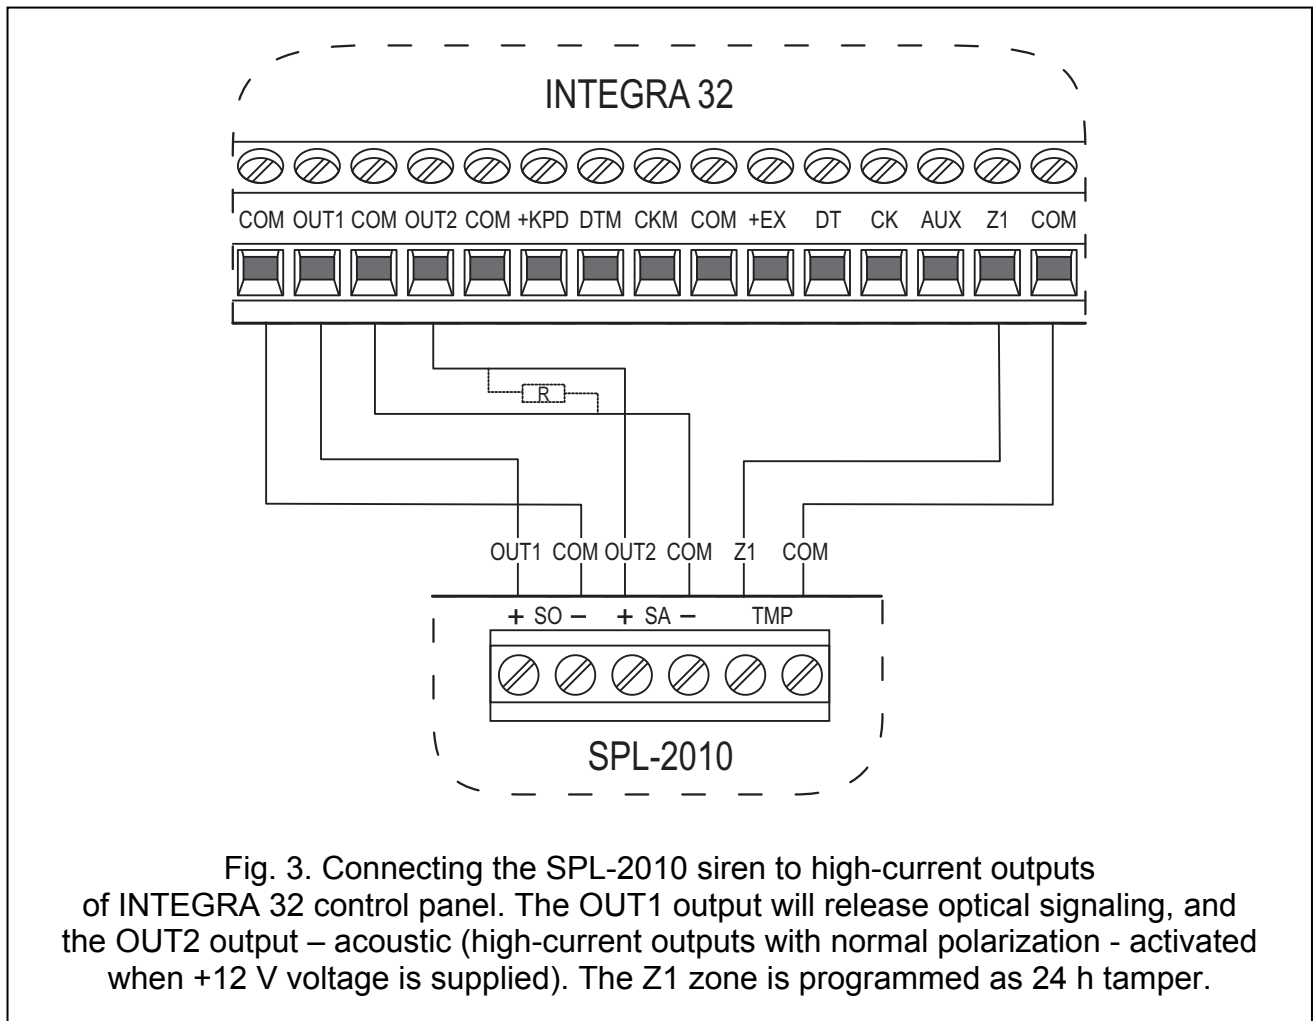 INTEGRA 32
COM OUT1 COM OUT2 COM +KPD DTM CKM COM +EX DT CK AUX Z1 COM
R
OUT1 COM OUT2 COM Z1 COM
+ SO − + SA − TMP
SPL-2010
Fig. 3. Connecting the SPL-2010 siren to high-current outputs
of INTEGRA 32 control panel. The OUT1 output will release optical signaling, and
the OUT2 output – acoustic (high-current outputs with normal polarization - activated
when +12 V voltage is supplied). The Z1 zone is programmed as 24 h tamper.